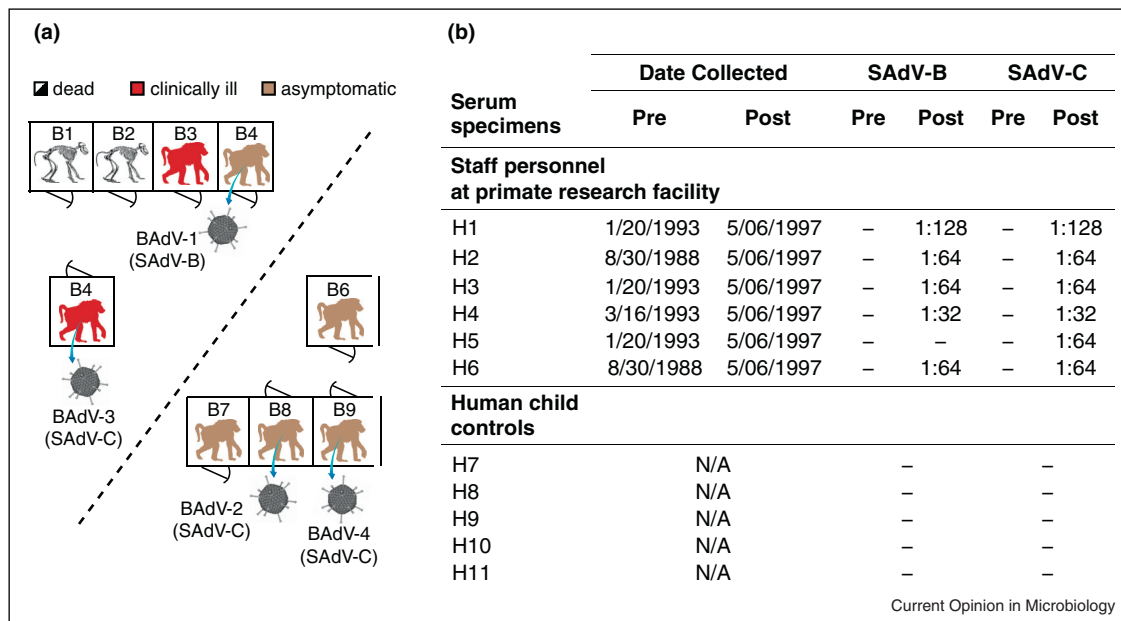 (a)
dead clinically ill asymptomatic
B1 B2 B3 B4
BAdV-1
(SAdV-B)
B4
BAdV-3
(SAdV-C)
B6
B7 B8 B9
BAdV-2
(SAdV-C)
BAdV-4
(SAdV-C)
(b)
Date Collected SAdV-B SAdV-C
Serum
specimens Pre Post Pre Post Pre Post
Staff personnel
at primate research facility
H1 1/20/1993 5/06/1997 – 1:128 – 1:128
H2 8/30/1988 5/06/1997 – 1:64 – 1:64
H3 1/20/1993 5/06/1997 – 1:64 – 1:64
H4 3/16/1993 5/06/1997 – 1:32 – 1:32
H5 1/20/1993 5/06/1997 – – – 1:64
H6 8/30/1988 5/06/1997 – 1:64 – 1:64
Human child
controls
H7 N/A – –
H8 N/A – –
H9 N/A – –
H10 N/A – –
H11 N/A – –
Current Opinion in Microbiology